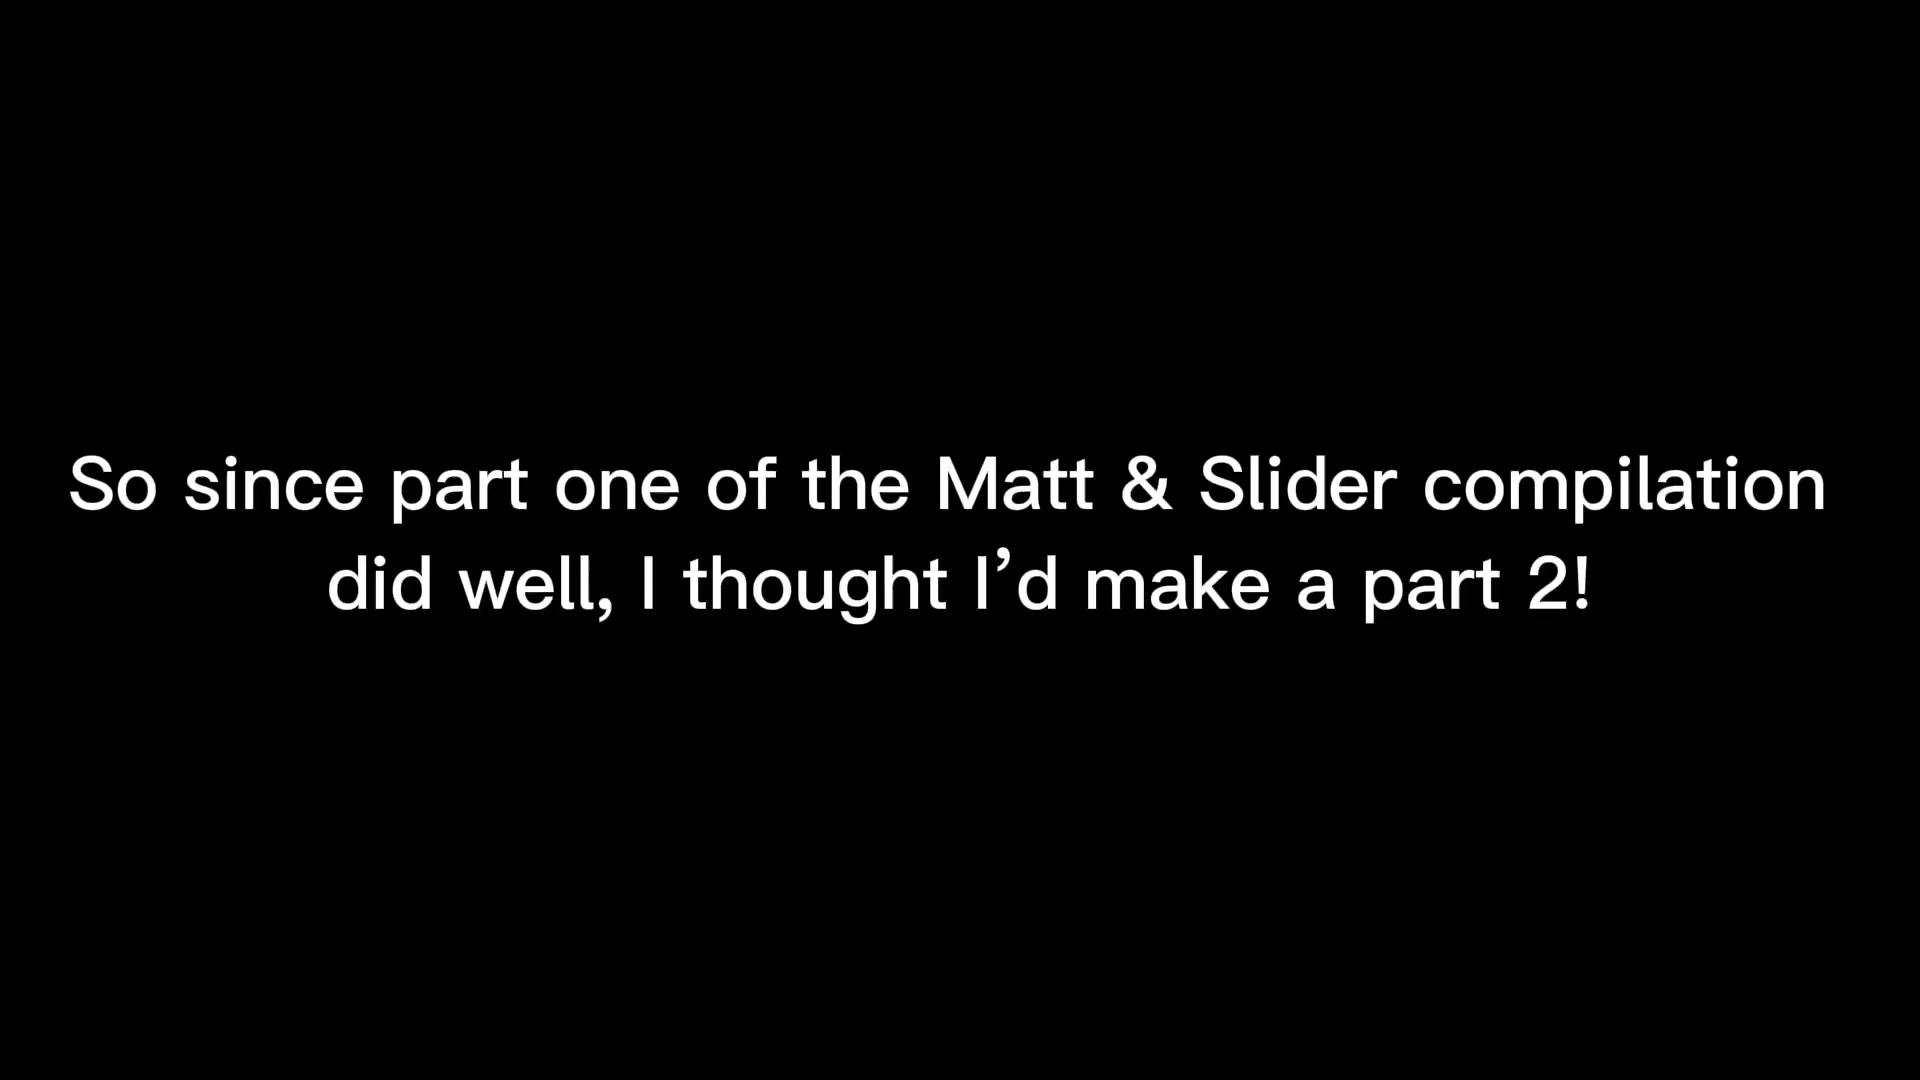 So since part one of the Matt & Slider compilation
did well, I thought I’d make a part 2!